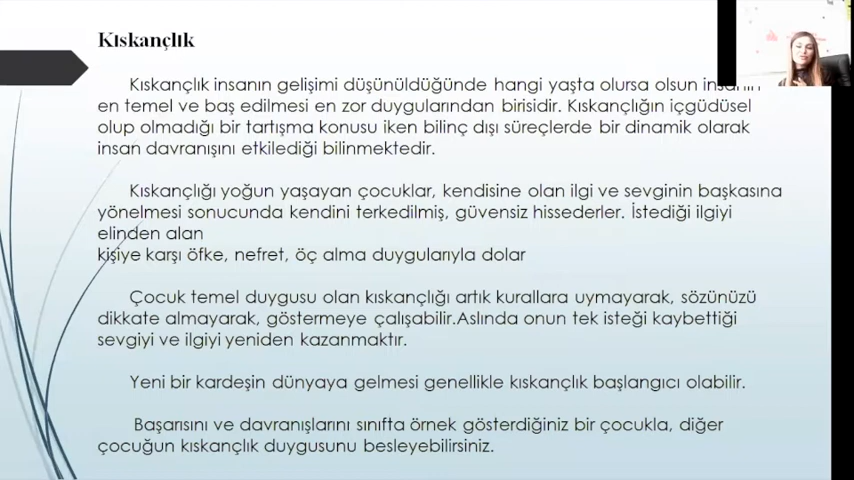 Kıskançlık
Kıskançlık insanın gelişimi düşünüldüğünde hangi yaşta olursa olsun insanın
en temel ve baş edilmesi en zor duygularından birisidir. Kıskançlığın içgüdüsel
olup olmadığı bir tartışma konusu iken bilinç dışı süreçlerde bir dinamik olarak
insan davranışını etkilediği bilinmektedir.
Kıskançlığı yoğun yaşayan çocuklar, kendisine olan ilgi ve sevginin başkasına
yönelmesi sonucunda kendini terkedilmiş, güvensiz hissederler. İstediği ilgiyi
elinden alan
kişiye karşı öfke, nefret, öç alma duygularıyla dolar
Çocuk temel duygusu olan kıskançlığı artık kurallara uymayarak, sözünüzü
dikkate almayarak, göstermeye çalışabilir.Aslında onun tek isteği kaybettiği
sevgiyi ve ilgiyi yeniden kazanmaktır.
Yeni bir kardeşin dünyaya gelmesi genellikle kıskançlık başlangıcı olabilir.
Başarısını ve davranışlarını sınıfta örnek gösterdiğiniz bir çocukla, diğer
çocuğun kıskançlık duygusunu besleyebilirsiniz.